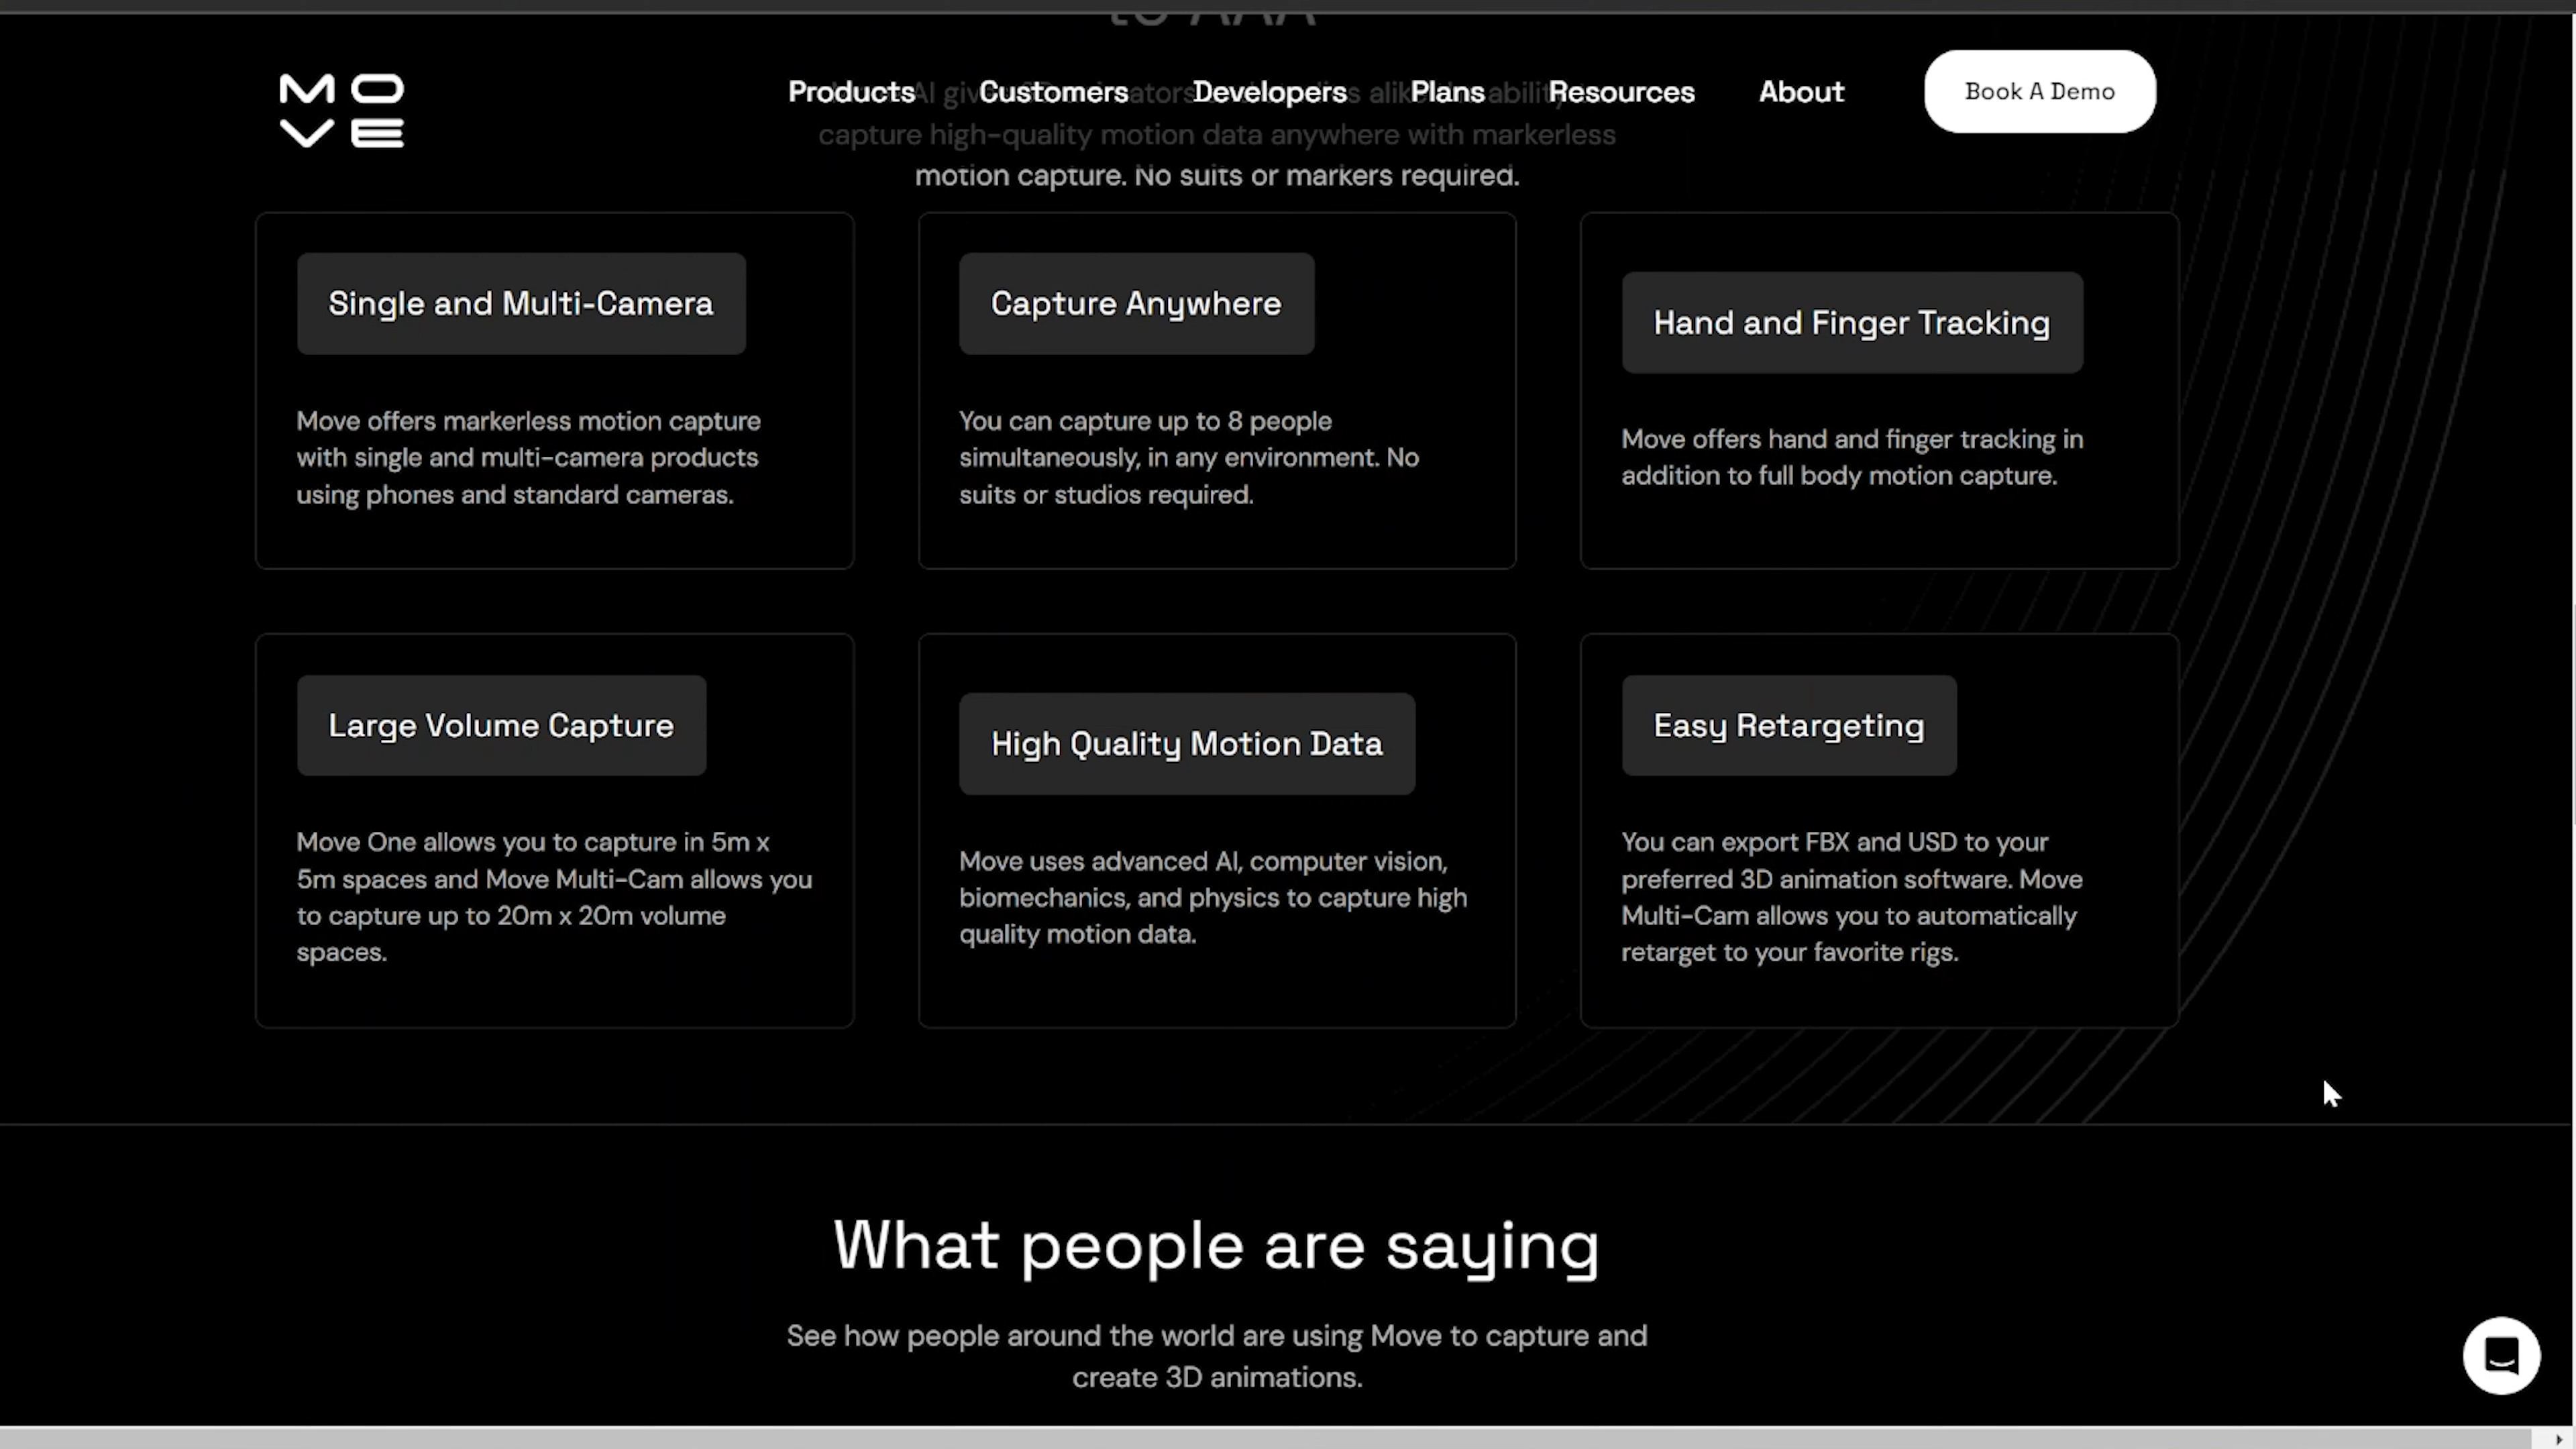 to AAA
MOVE
Products
Customers
Developers
Plans
Resources
About
Book A Demo
capture high-quality motion data anywhere with markerless
motion capture. No suits or markers required.
Single and Multi-Camera
Move offers markerless motion capture
with single and multi-camera products
using phones and standard cameras.
Capture Anywhere
You can capture up to 8 people
simultaneously, in any environment. No
suits or studios required.
Hand and Finger Tracking
Move offers hand and finger tracking in
addition to full body motion capture.
Large Volume Capture
Move One allows you to capture in 5m x
5m spaces and Move Multi-Cam allows you
to capture up to 20m x 20m volume
spaces.
High Quality Motion Data
Move uses advanced AI, computer vision,
biomechanics, and physics to capture high
quality motion data.
Easy Retargeting
You can export FBX and USD to your
preferred 3D animation software. Move
Multi-Cam allows you to automatically
retarget to your favorite rigs.
What people are saying
See how people around the world are using Move to capture and
create 3D animations.